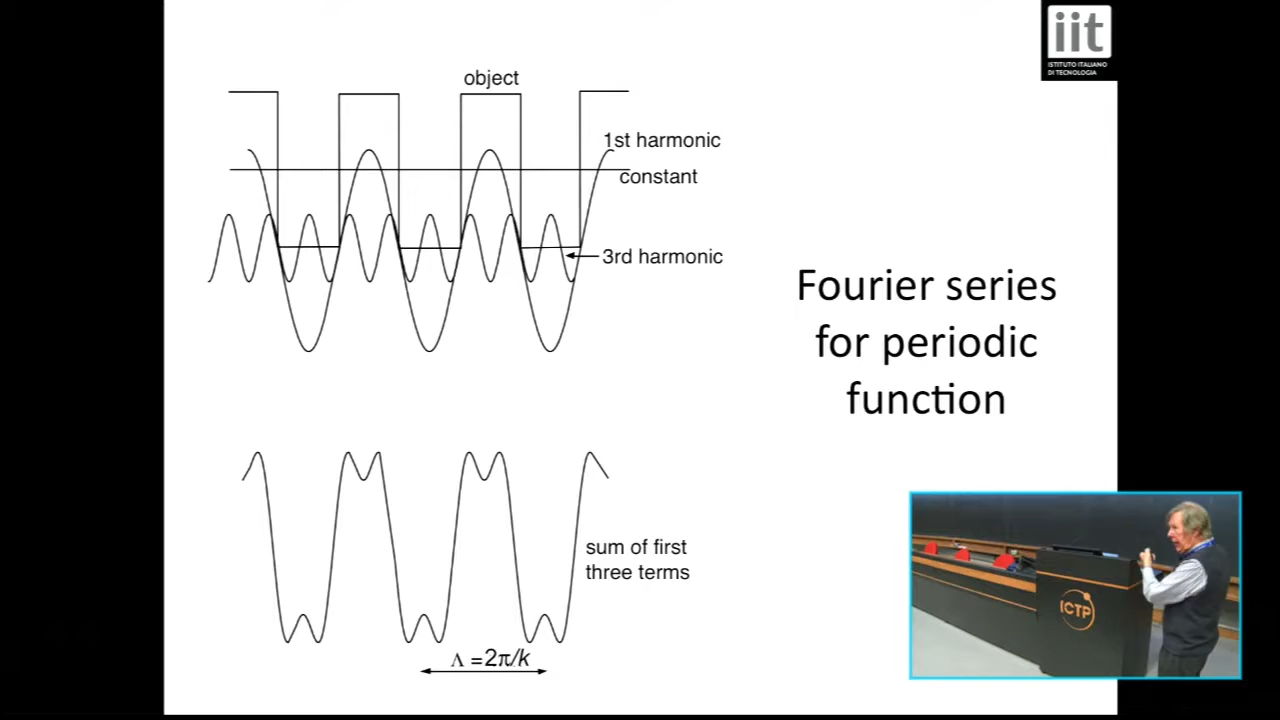 iit
ISTITUTO ITALIANO
DI TECNOLOGIA
object
1st harmonic
constant
3rd harmonic
Fourier series
for periodic
function
sum of first
three terms
Λ =2π/k
ICTP